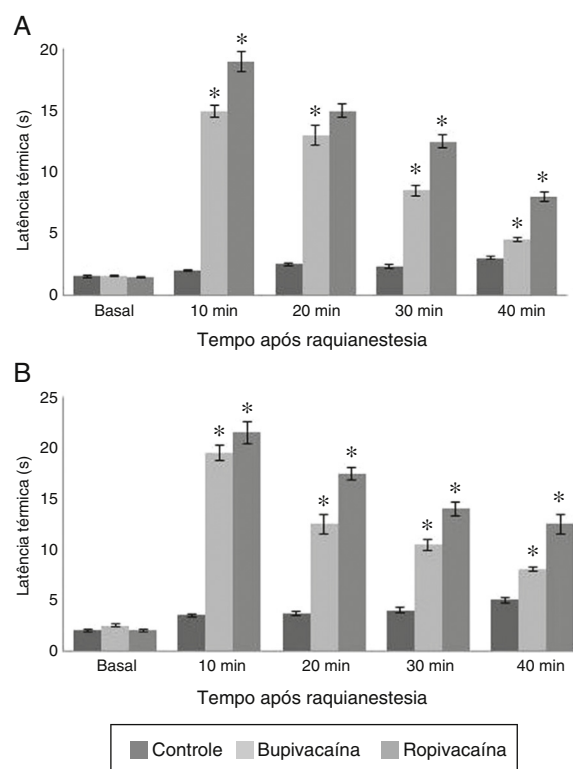 A
Latência térmica (s)
20
15
10
5
0
* * * * * * *
Basal 10 min 20 min 30 min 40 min
Tempo após raquianestesia
B
Latência térmica (s)
25
20
15
10
5
0
* * * * * * * *
Basal 10 min 20 min 30 min 40 min
Tempo após raquianestesia
Controle Bupivacaína Ropivacaína